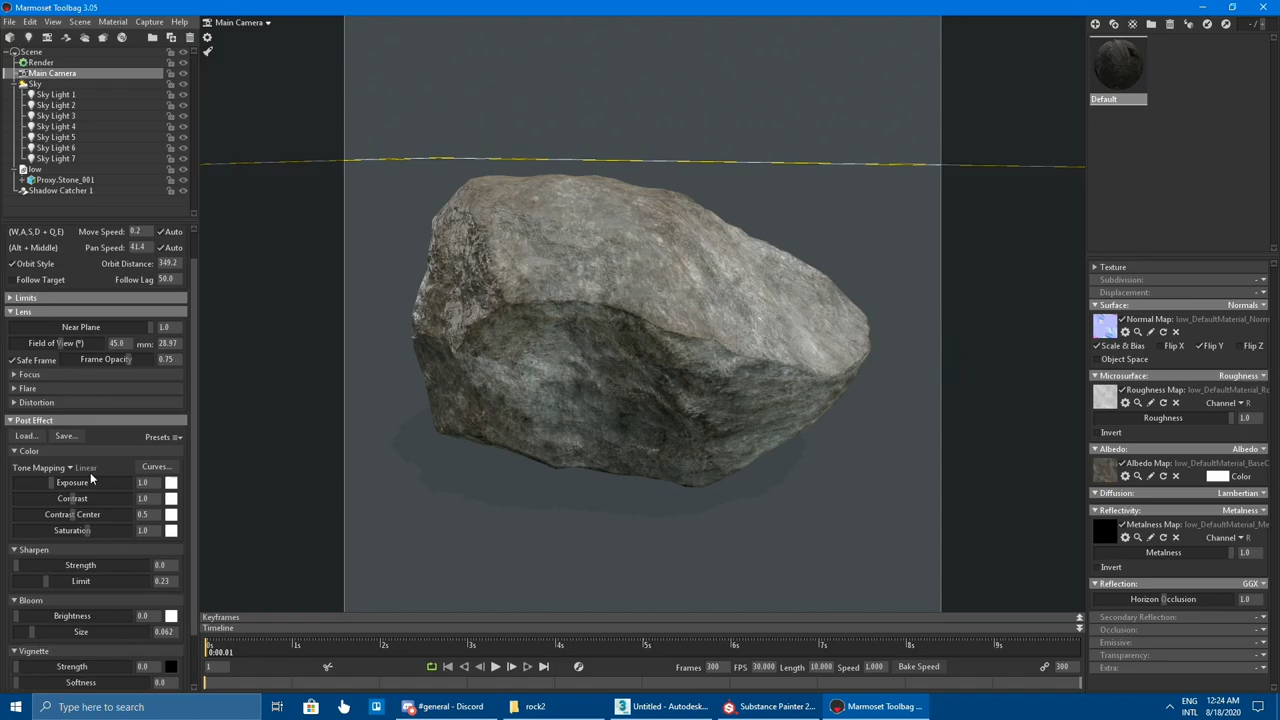 Marmoset Toolbag 3.05
File Edit View Scene Material Capture Help
Main Camera
- / -
Scene
Render
Main Camera
Sky
Sky Light 1
Sky Light 2
Sky Light 3
Sky Light 4
Sky Light 5
Sky Light 6
Sky Light 7
low
Proxy.Stone_001
Shadow Catcher 1
(W,A,S,D + Q,E) Move Speed: 0.2 Auto
(Alt + Middle) Pan Speed: 41.4 Auto
Orbit Style Orbit Distance: 349.2
Follow Target Follow Lag 50.0
Limits
Lens
Near Plane 1.0
Field of View (°) 45.0 mm: 28.97
Safe Frame Frame Opacity 0.75
Focus
Flare
Distortion
Post Effect
Load... Save... Presets
Color
Tone Mapping Linear Curves...
Exposure 1.0
Contrast 1.0
Contrast Center 0.5
Saturation 1.0
Sharpen
Strength 0.0
Limit 0.23
Bloom
Brightness 0.0
Size 0.062
Vignette
Strength 0.0
Softness 0.0
Keyframes
Timeline
1s 2s 3s 4s 5s 6s 7s 8s 9s
0:00.01
1 Frames 300 FPS 30.000 Length 10.000 Speed 1.000 Bake Speed 300
Default
Texture
Subdivision: -
Displacement: -
Surface: Normals
Normal Map: low_DefaultMaterial_Norm
Scale & Bias Flip X Flip Y Flip Z
Object Space
Microsurface: Roughness
Roughness Map: low_DefaultMaterial_Ro
Channel R
Roughness 1.0
Invert
Albedo: Albedo
Albedo Map: low_DefaultMaterial_BaseC
Color
Diffusion: Lambertian
Reflectivity: Metalness
Metalness Map: low_DefaultMaterial_Me
Channel R
Metalness 1.0
Invert
Reflection: GGX
Horizon Occlusion 1.0
Secondary Reflection: -
Occlusion: -
Emissive: -
Transparency: -
Extra: -
Type here to search
#general - Discord
rock2
Untitled - Autodesk...
Substance Painter 2...
Marmoset Toolbag ...
ENG
INTL
12:24 AM
8/18/2020